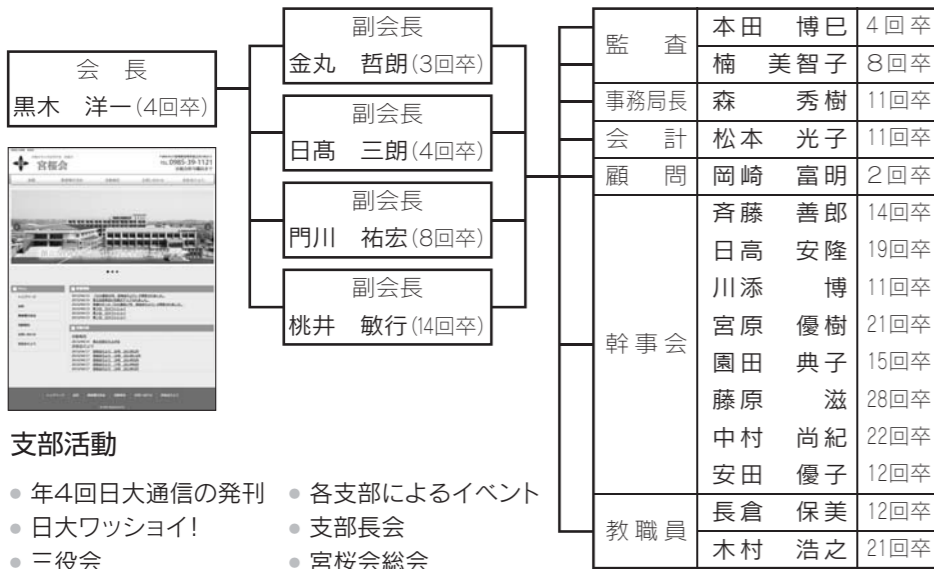 会　長
黒木　洋一(4回卒)
副会長
金丸　哲朗(3回卒)
副会長
日髙　三朗(4回卒)
副会長
門川　祐宏(8回卒)
副会長
桃井　敏行(14回卒)
監　査
本田　博巳 4回卒
楠　美智子 8回卒
事務局長 森　秀樹 11回卒
会　計 松本　光子 11回卒
顧　問 岡崎　富明 2回卒
幹事会
斉藤　善郎 14回卒
日高　安隆 19回卒
川添　博 11回卒
宮原　優樹 21回卒
園田　典子 15回卒
藤原　滋 28回卒
中村　尚紀 22回卒
安田　優子 12回卒
教職員
長倉　保美 12回卒
木村　浩之 21回卒
宮桜会
TEL 0985-39-1121
支部活動
● 年4回日大通信の発刊
● 日大ワッショイ!
● 三役会
● 各支部によるイベント
● 支部長会
● 宮桜会総会